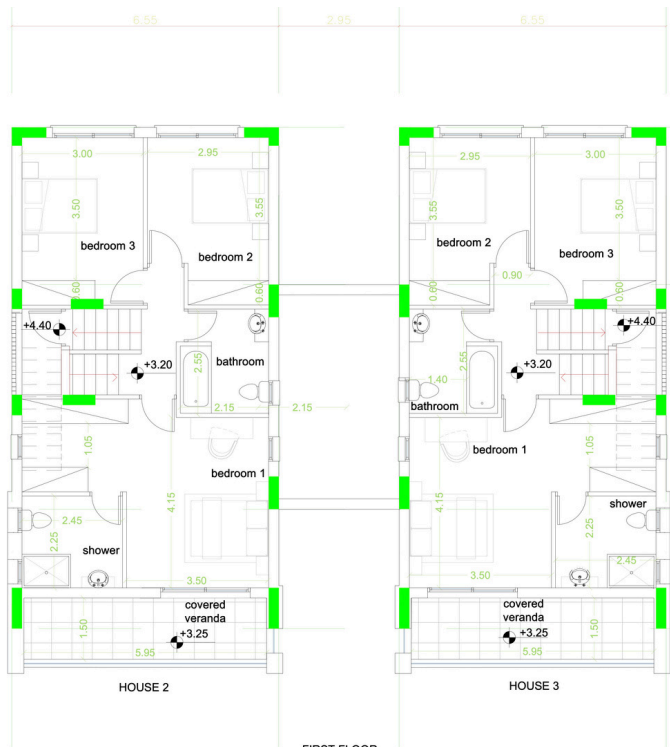 6.55 2.95 6.55
3.00 2.95 2.95 3.00
3.50 3.55 3.55 3.50
bedroom 3 bedroom 2 bedroom 2 bedroom 3
0.90
0.60 0.60 0.60 0.60
+4.40 +4.40
+3.20 +3.20
2.55 bathroom 2.55
1.40
2.15 2.15 bathroom
1.05 bedroom 1 bedroom 1 1.05
4.15 4.15
2.45 shower
2.25 shower 2.25 2.45
3.50 3.50
covered covered
veranda veranda
1.50 +3.25 +3.25 1.50
5.95 5.95
HOUSE 2 HOUSE 3
FIRST FLOOR